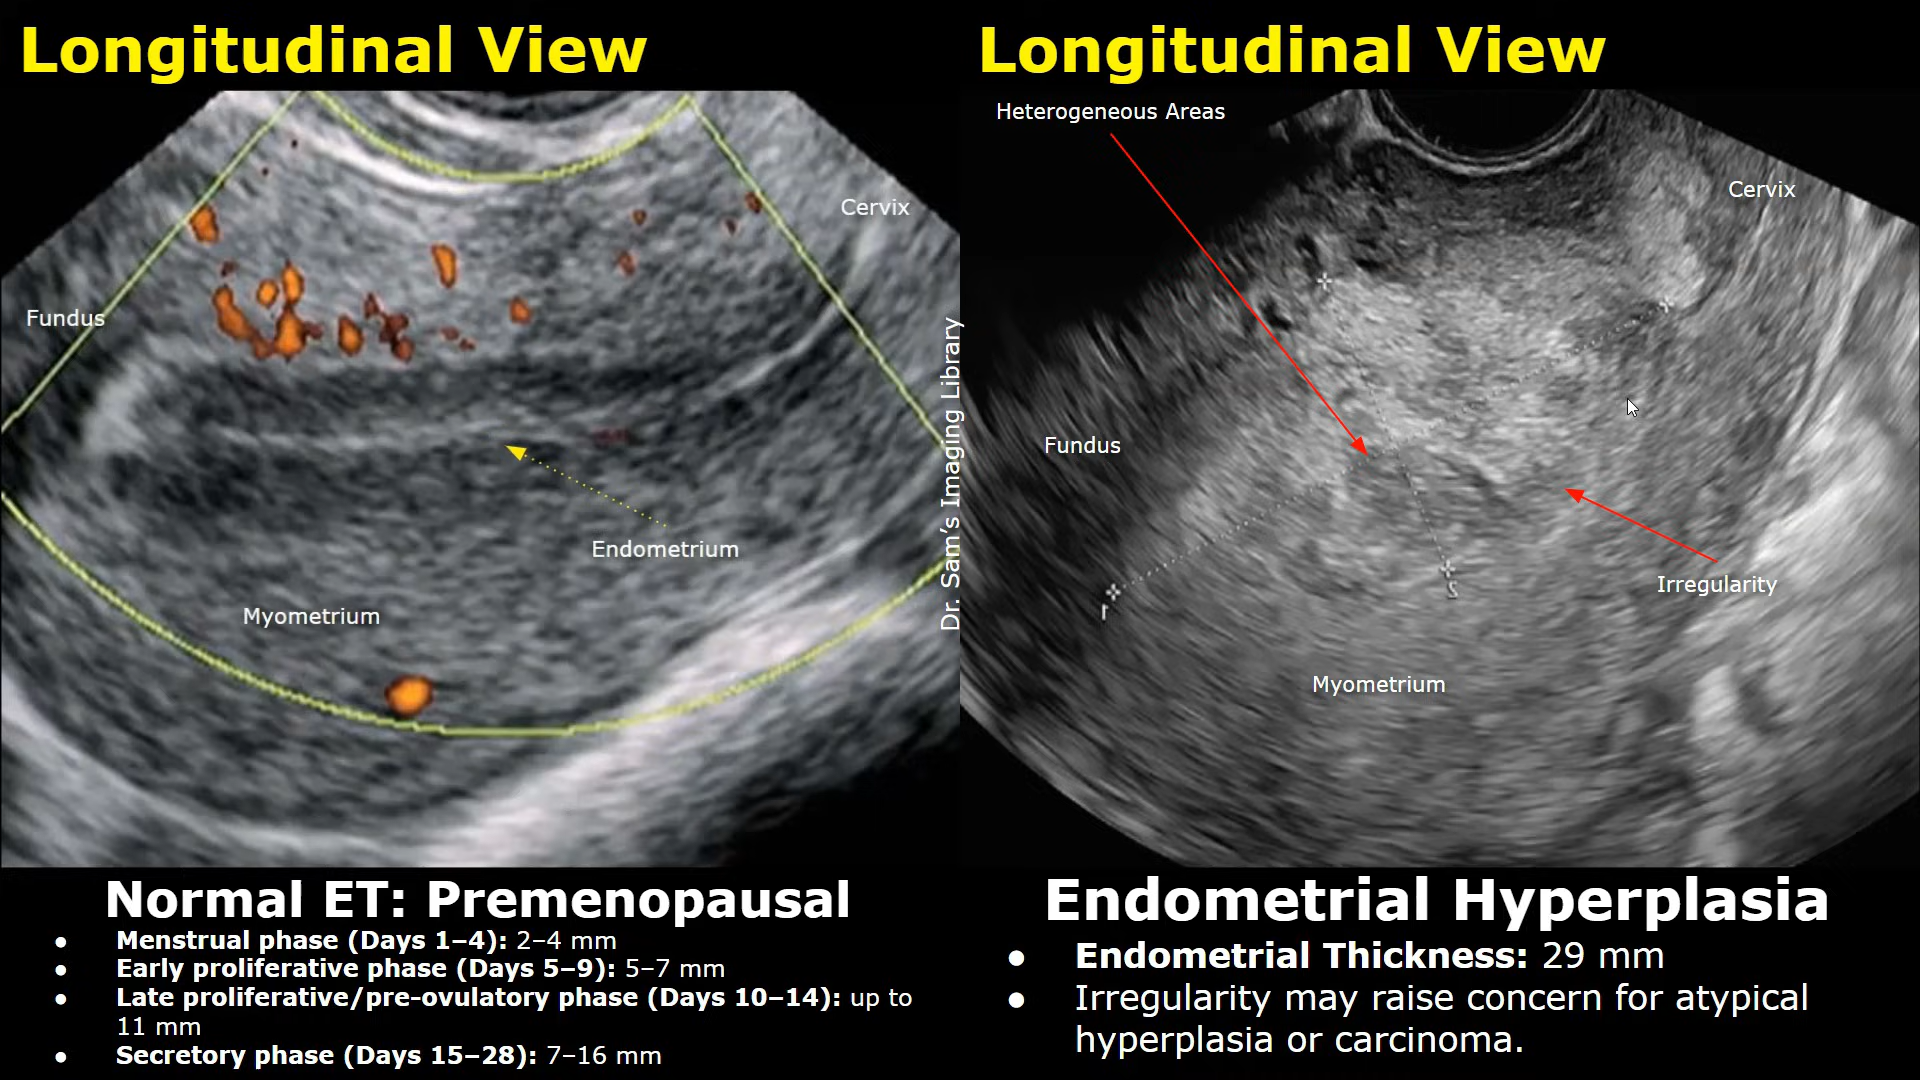 Longitudinal View
Cervix
Fundus
Endometrium
Myometrium
Normal ET: Premenopausal
● Menstrual phase (Days 1–4): 2–4 mm
● Early proliferative phase (Days 5–9): 5–7 mm
● Late proliferative/pre-ovulatory phase (Days 10–14): up to
11 mm
● Secretory phase (Days 15–28): 7–16 mm
Dr. Sam’s Imaging Library
Longitudinal View
Heterogeneous Areas
Cervix
Fundus
Irregularity
1
2
Myometrium
Endometrial Hyperplasia
● Endometrial Thickness: 29 mm
● Irregularity may raise concern for atypical
hyperplasia or carcinoma.